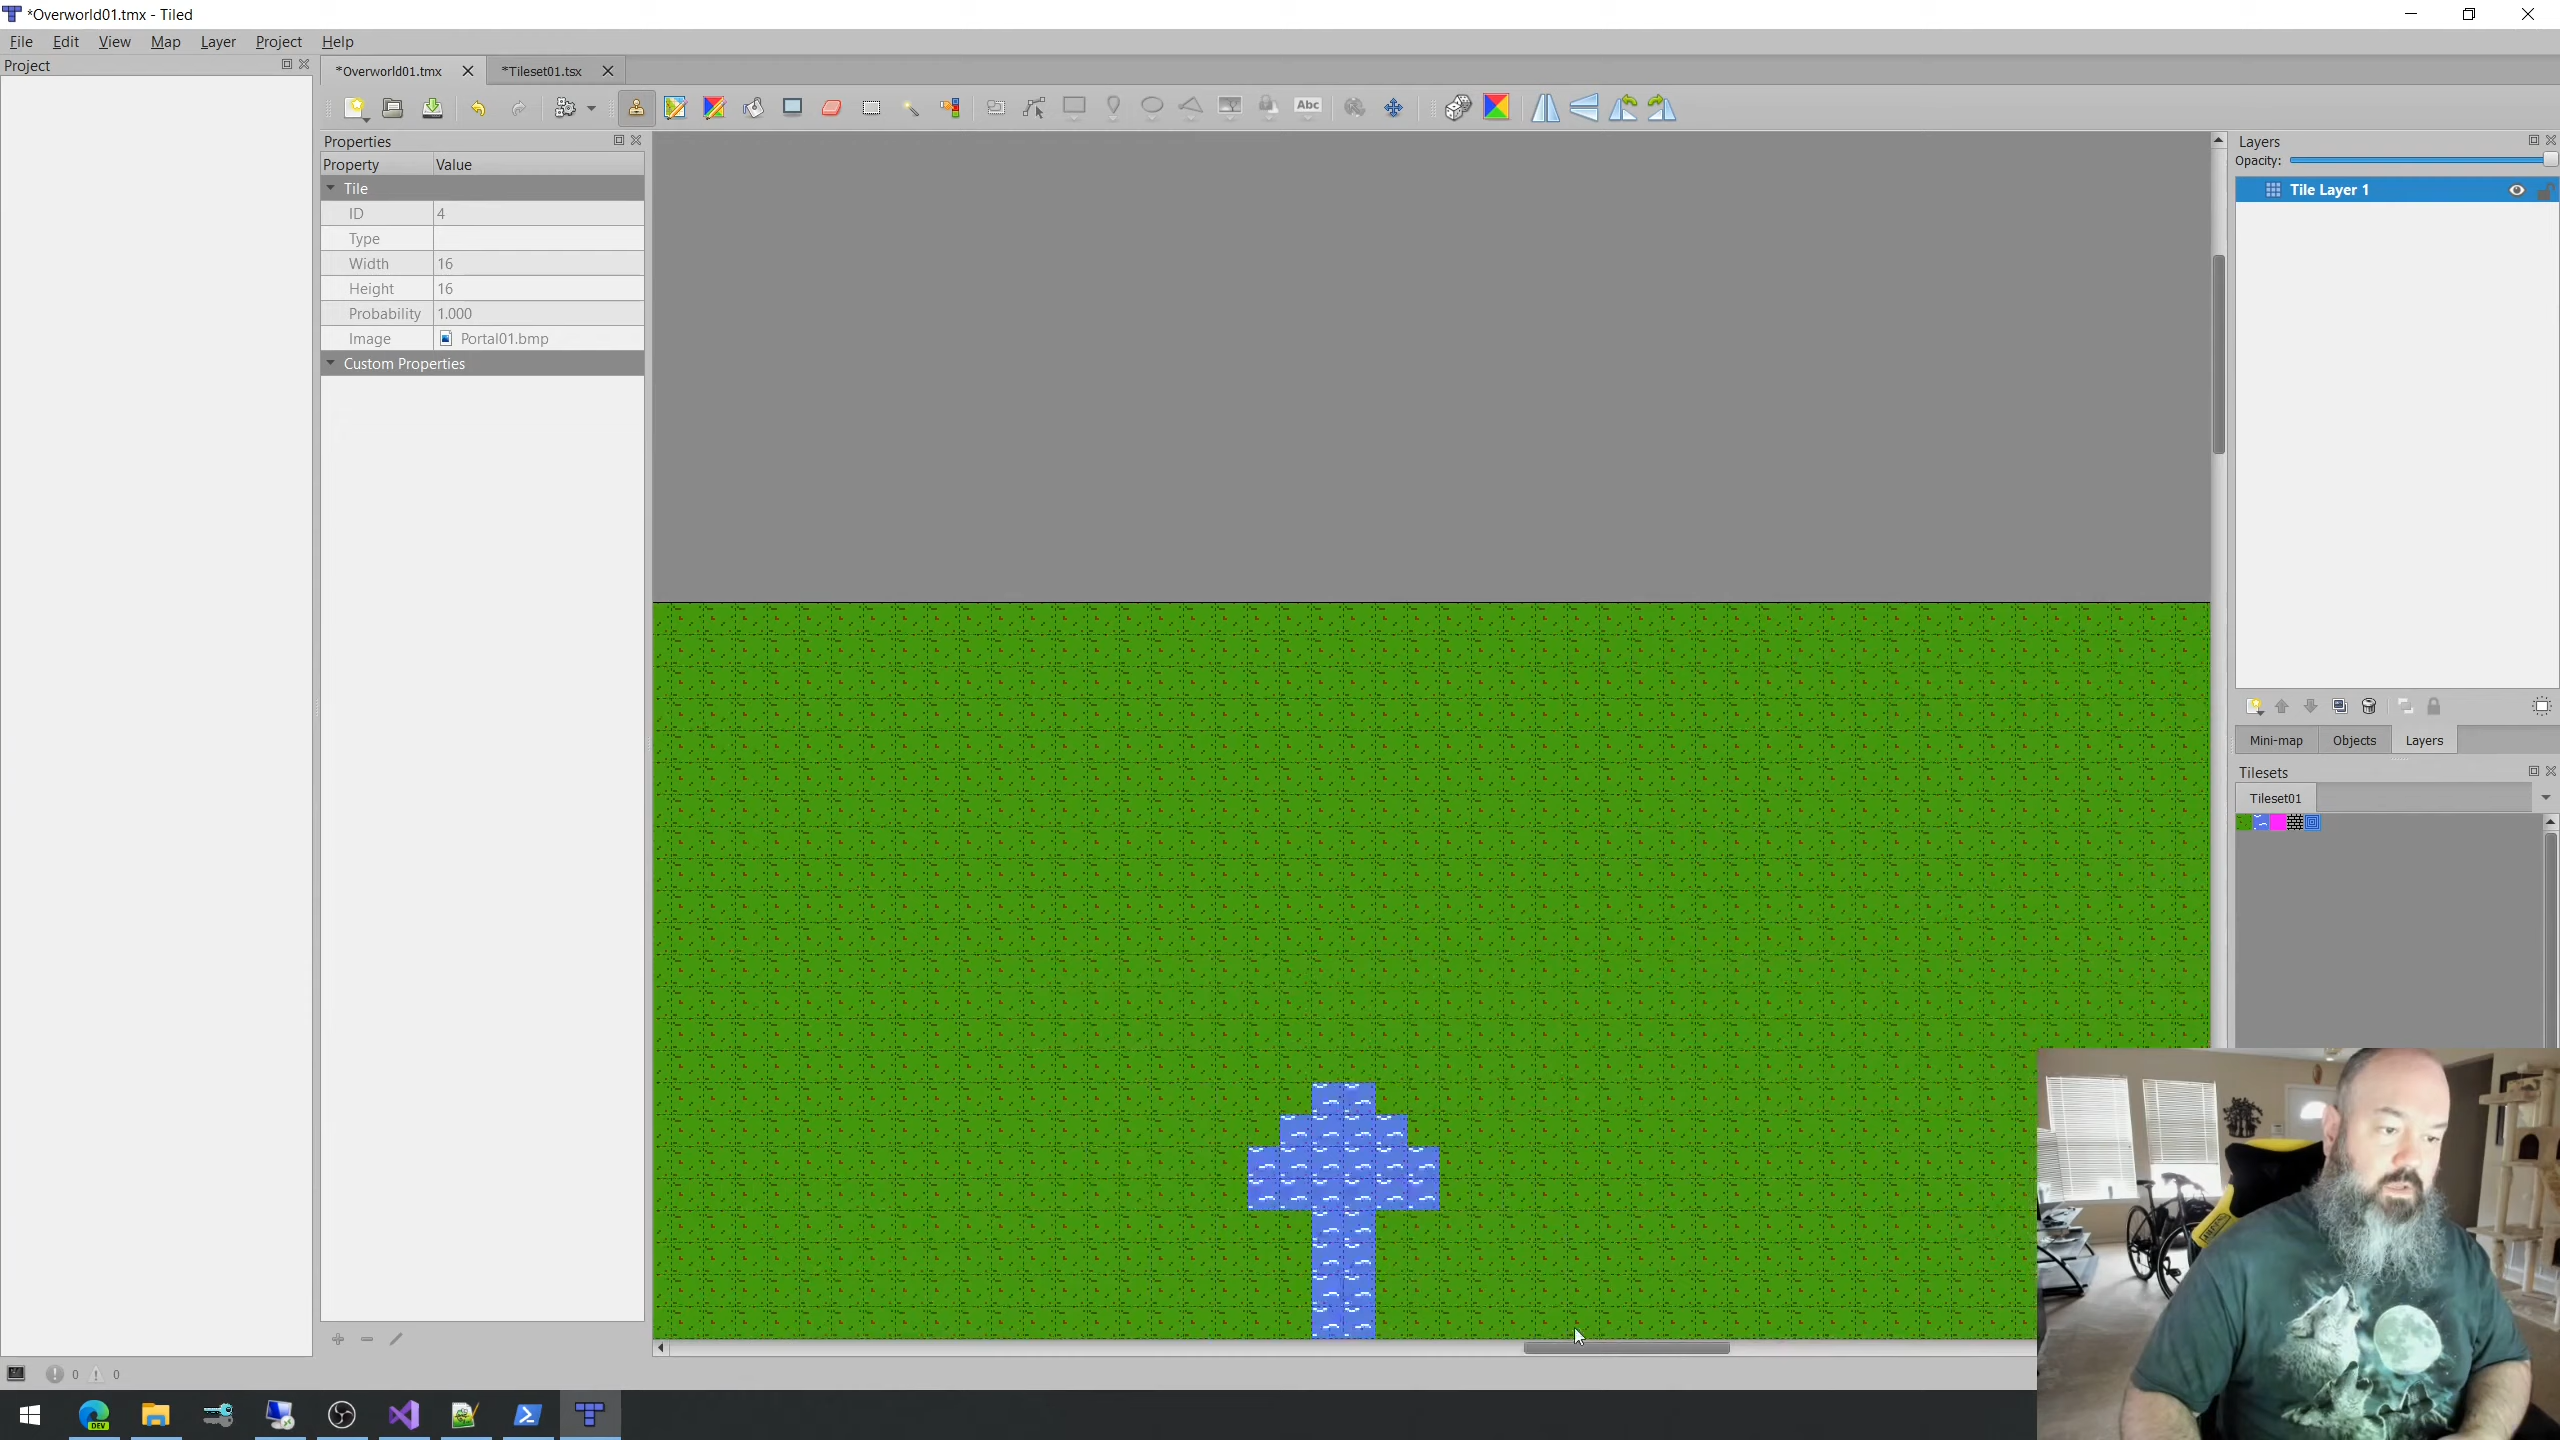 *Overworld01.tmx - Tiled
File Edit View Map Layer Project Help
Project
*Overworld01.tmx *Tileset01.tsx
Abc
Properties
Property Value
Tile
ID 4
Type
Width 16
Height 16
Probability 1.000
Image Portal01.bmp
Custom Properties
Layers
Opacity:
Tile Layer 1
Mini-map Objects Layers
Tilesets
Tileset01
0 0
DEV